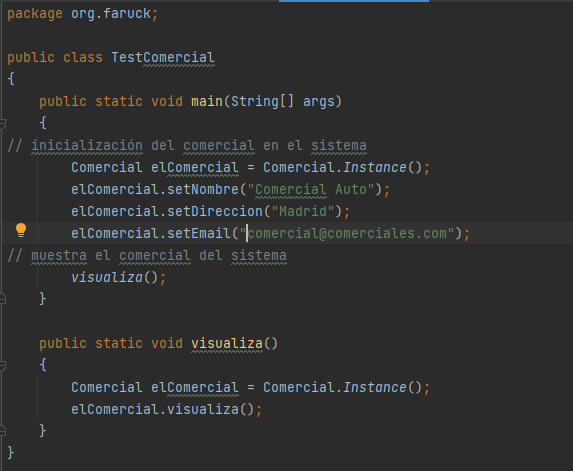 package org.faruck;
public class TestComercial
{
public static void main(String[] args)
{
// inicialización del comercial en el sistema
Comercial elComercial = Comercial.Instance();
elComercial.setNombre("Comercial Auto");
elComercial.setDireccion("Madrid");
elComercial.setEmail("comercial@comerciales.com");
// muestra el comercial del sistema
visualiza();
}
public static void visualiza()
{
Comercial elComercial = Comercial.Instance();
elComercial.visualiza();
}
}